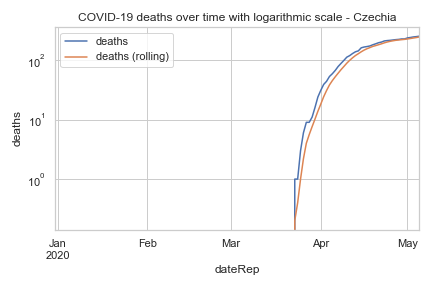 COVID-19 deaths over time with logarithmic scale - Czechia
deaths
deaths (rolling)
10²
10¹
10⁰
deaths
Jan
2020
Feb
Mar
Apr
May
dateRep